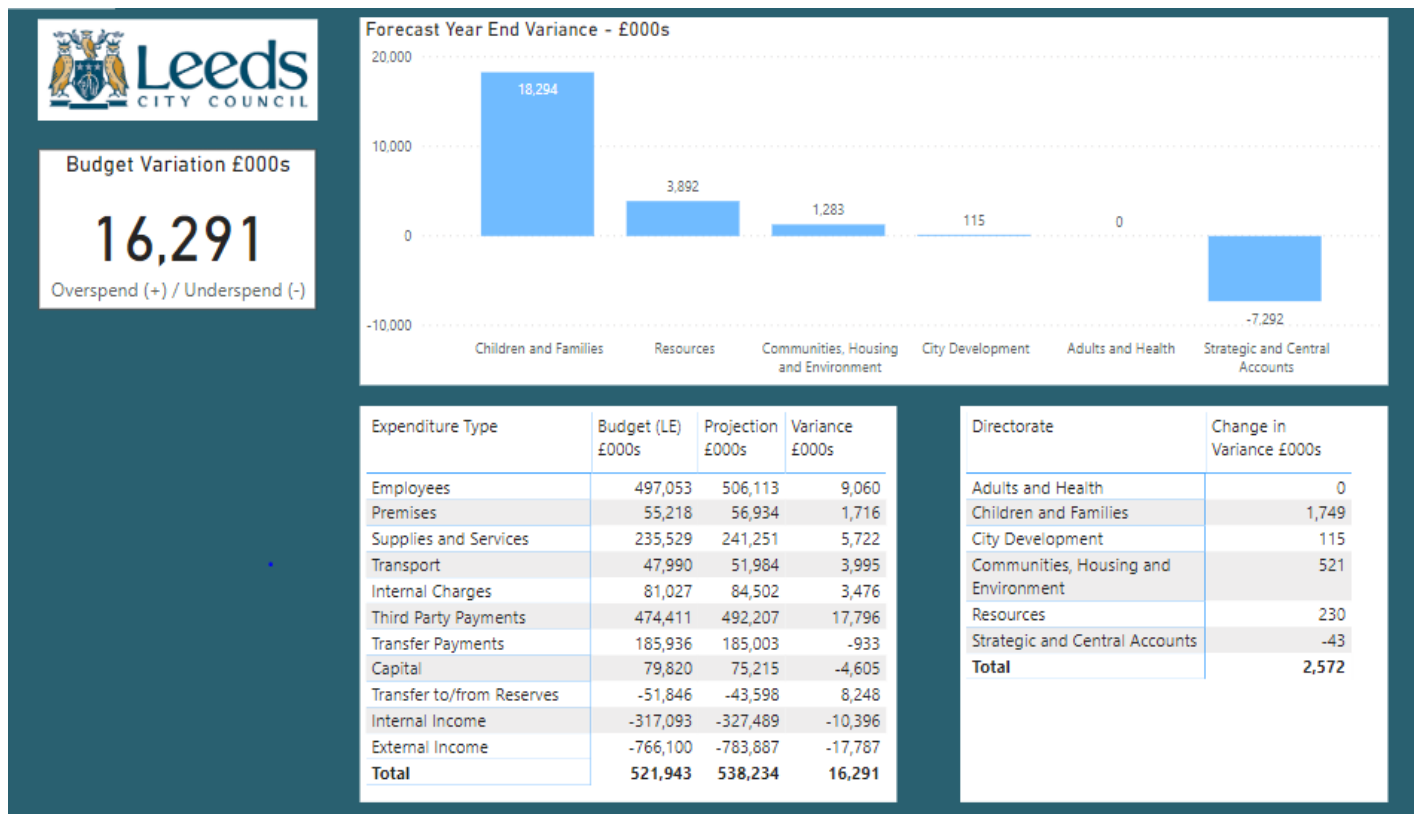 Leeds
CITY COUNCIL
Budget Variation £000s
16,291
Overspend (+) / Underspend (-)
Forecast Year End Variance - £000s
20,000
10,000
0
-10,000
18,294
3,892
1,283
115
0
-7,292
Children and Families
Resources
Communities, Housing
and Environment
City Development
Adults and Health
Strategic and Central
Accounts
Expenditure Type Budget (LE) Projection Variance
£000s £000s £000s
Employees 497,053 506,113 9,060
Premises 55,218 56,934 1,716
Supplies and Services 235,529 241,251 5,722
Transport 47,990 51,984 3,995
Internal Charges 81,027 84,502 3,476
Third Party Payments 474,411 492,207 17,796
Transfer Payments 185,936 185,003 -933
Capital 79,820 75,215 -4,605
Transfer to/from Reserves -51,846 -43,598 8,248
Internal Income -317,093 -327,489 -10,396
External Income -766,100 -783,887 -17,787
Total 521,943 538,234 16,291
Directorate Change in
Variance £000s
Adults and Health 0
Children and Families 1,749
City Development 115
Communities, Housing and 521
Environment
Resources 230
Strategic and Central Accounts -43
Total 2,572